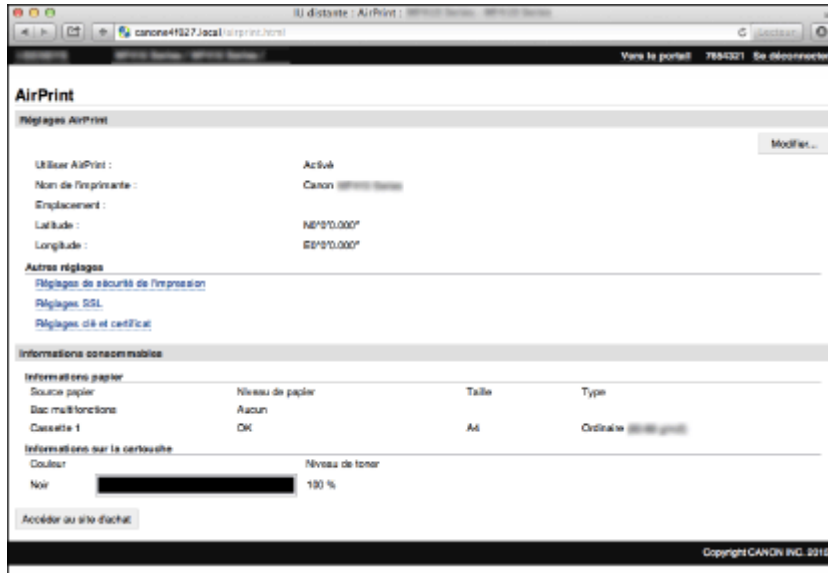 IU distante : AirPrint :
canone4f827.local/airprint.html
Lecteur
Vers le portail 7654321 Se déconnecter
AirPrint
Réglages AirPrint
Modifier...
Utiliser AirPrint : Activé
Nom de l'imprimante : Canon
Emplacement :
Latitude : N0°0'0.000"
Longitude : E0°0'0.000"
Autres réglages
Réglages de sécurité de l'impression
Réglages SSL
Réglages clé et certificat
Informations consommables
Informations papier
Source papier Niveau de papier Taille Type
Bac multifonctions Aucun
Cassette 1 OK A4 Ordinaire
Informations sur la cartouche
Couleur Niveau de toner
Noir 100 %
Accéder au site d'achat
Copyright CANON INC.